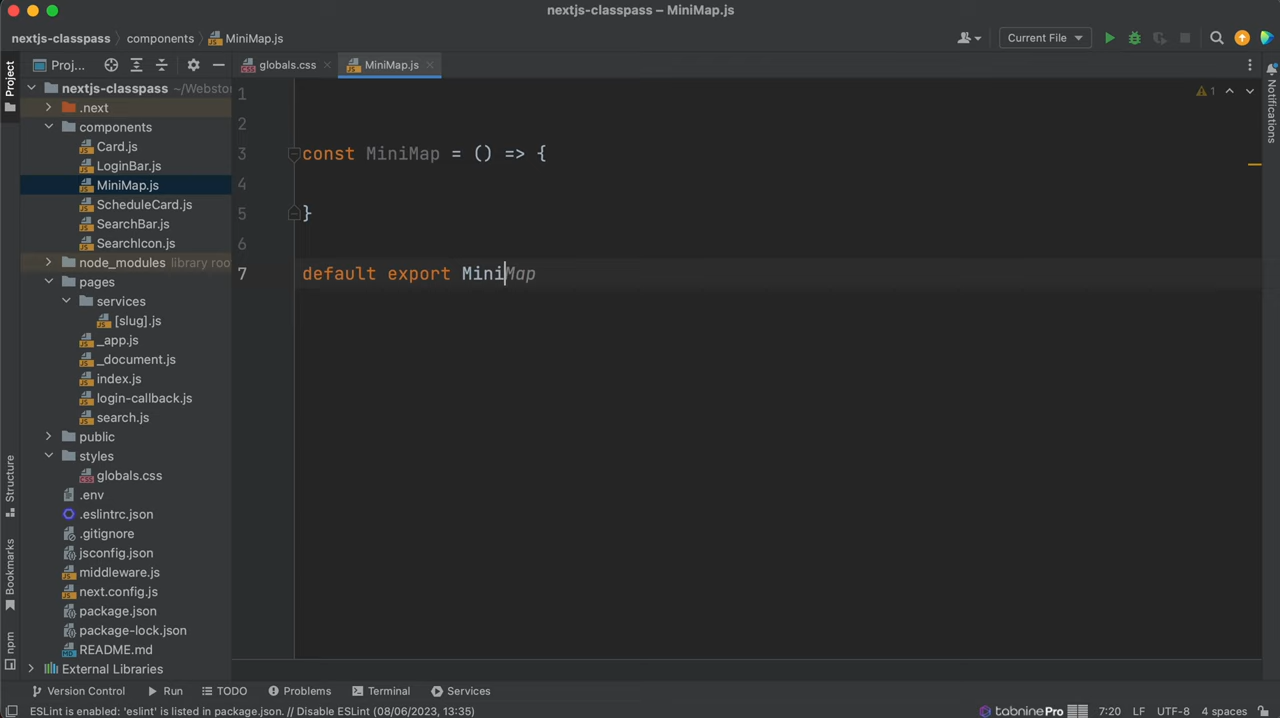 nextjs-classpass – MiniMap.js
nextjs-classpass components MiniMap.js Current File
Project Proj... globals.css MiniMap.js
nextjs-classpass ~/Webstor
.next
components
Card.js
LoginBar.js
MiniMap.js
ScheduleCard.js
SearchBar.js
SearchIcon.js
node_modules library roo
pages
services
[slug].js
_app.js
_document.js
index.js
login-callback.js
search.js
public
styles
globals.css
.env
.eslintrc.json
.gitignore
jsconfig.json
middleware.js
next.config.js
package.json
package-lock.json
README.md
External Libraries
Structure
Bookmarks
npm
1
2
3 const MiniMap = () => {
4
5 }
6
7 default export MiniMap
1
Notifications
Version Control Run TODO Problems Terminal Services
ESLint is enabled: 'eslint' is listed in package.json. // Disable ESLint (08/06/2023, 13:35) tabninePro 7:20 LF UTF-8 4 spaces